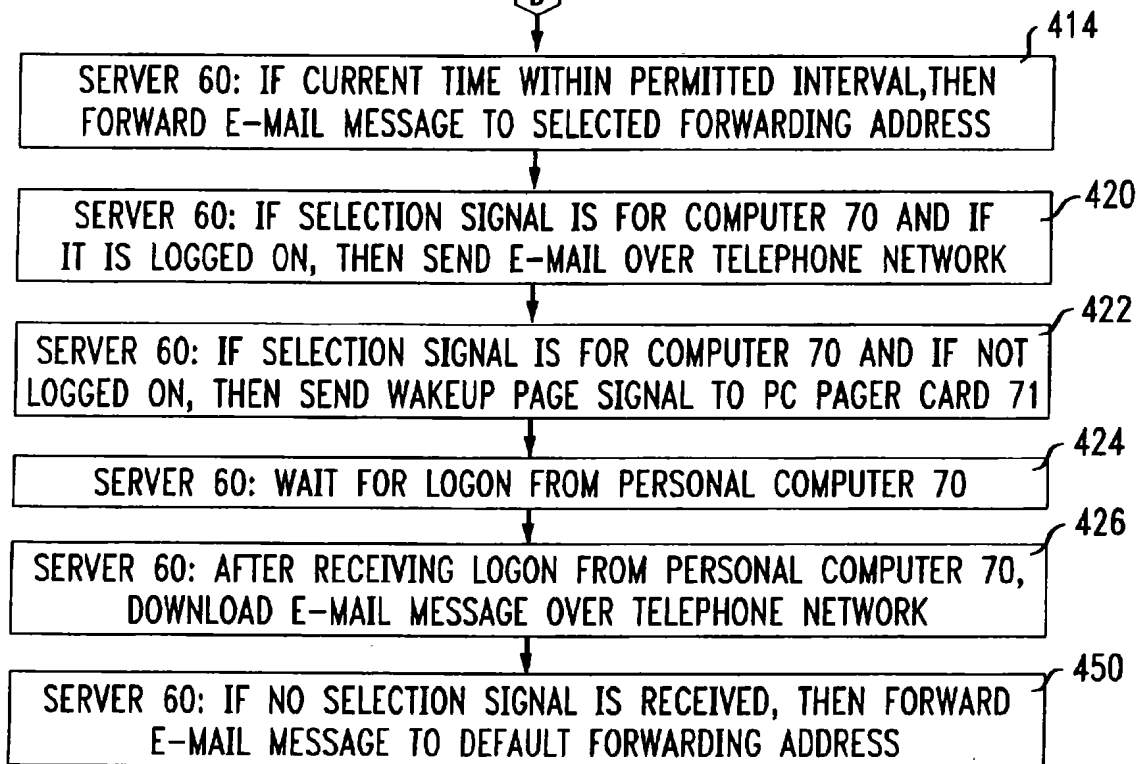 414
SERVER 60: IF CURRENT TIME WITHIN PERMITTED INTERVAL,THEN
FORWARD E-MAIL MESSAGE TO SELECTED FORWARDING ADDRESS
420
SERVER 60: IF SELECTION SIGNAL IS FOR COMPUTER 70 AND IF
IT IS LOGGED ON, THEN SEND E-MAIL OVER TELEPHONE NETWORK
422
SERVER 60: IF SELECTION SIGNAL IS FOR COMPUTER 70 AND IF NOT
LOGGED ON, THEN SEND WAKEUP PAGE SIGNAL TO PC PAGER CARD 71
424
SERVER 60: WAIT FOR LOGON FROM PERSONAL COMPUTER 70
426
SERVER 60: AFTER RECEIVING LOGON FROM PERSONAL COMPUTER 70,
DOWNLOAD E-MAIL MESSAGE OVER TELEPHONE NETWORK
450
SERVER 60: IF NO SELECTION SIGNAL IS RECEIVED, THEN FORWARD
E-MAIL MESSAGE TO DEFAULT FORWARDING ADDRESS